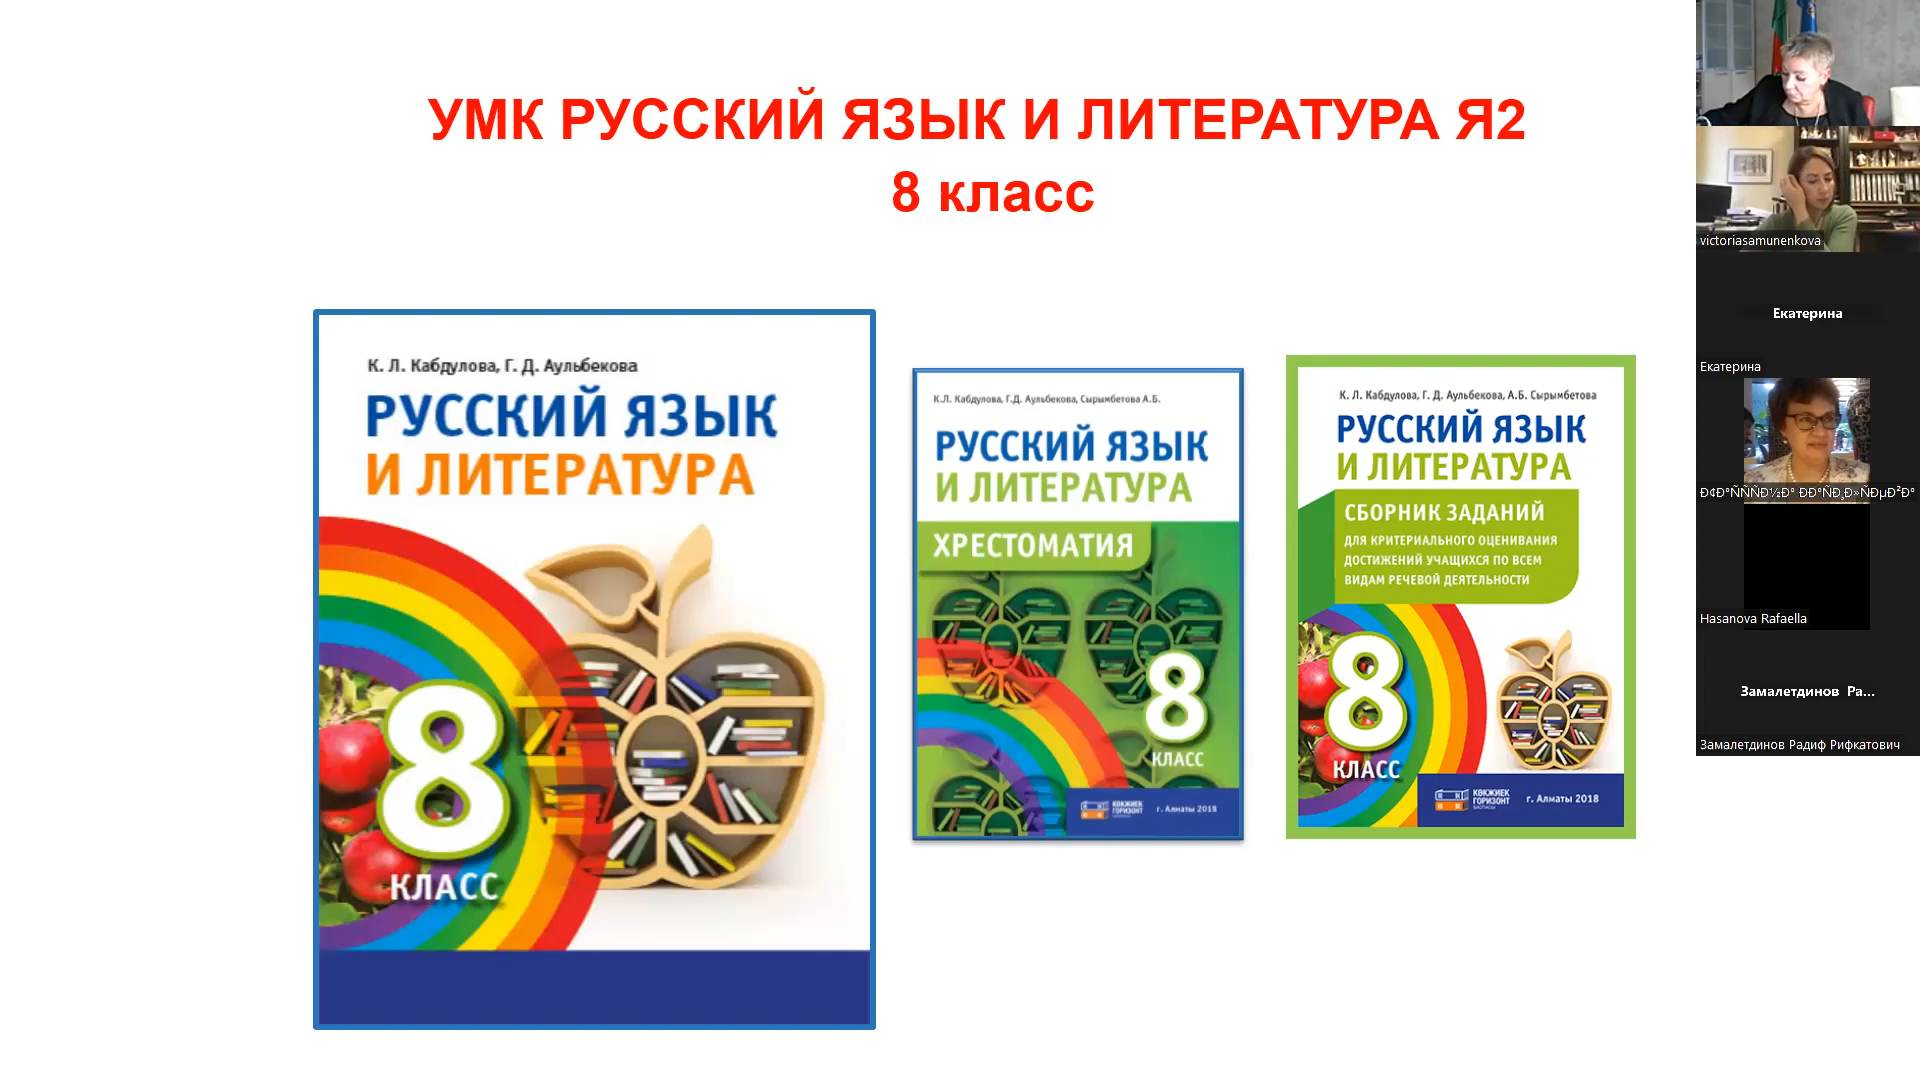 УМК РУССКИЙ ЯЗЫК И ЛИТЕРАТУРА Я2
8 класс
К. Л. Кабдулова, Г. Д. Аульбекова
РУССКИЙ ЯЗЫК
И ЛИТЕРАТУРА
8
КЛАСС
К.Л. Кабдулова, Г.Д. Аульбекова, Сырымбетова А.Б.
РУССКИЙ ЯЗЫК
И ЛИТЕРАТУРА
ХРЕСТОМАТИЯ
8
КЛАСС
КӨКЖИЕК
ГОРИЗОНТ
г. Алматы 2018
К. Л. Кабдулова, Г. Д. Аульбекова, А.Б. Сырымбетова
РУССКИЙ ЯЗЫК
И ЛИТЕРАТУРА
СБОРНИК ЗАДАНИЙ
ДЛЯ КРИТЕРИАЛЬНОГО ОЦЕНИВАНИЯ
ДОСТИЖЕНИЙ УЧАЩИХСЯ ПО ВСЕМ
ВИДАМ РЕЧЕВОЙ ДЕЯТЕЛЬНОСТИ
8
КЛАСС
КӨКЖИЕК
ГОРИЗОНТ
г. Алматы 2018
victoriasamunenkova
Екатерина
Екатерина
Hasanova Rafaella
Замалетдинов Ра...
Замалетдинов Радиф Рифкатович